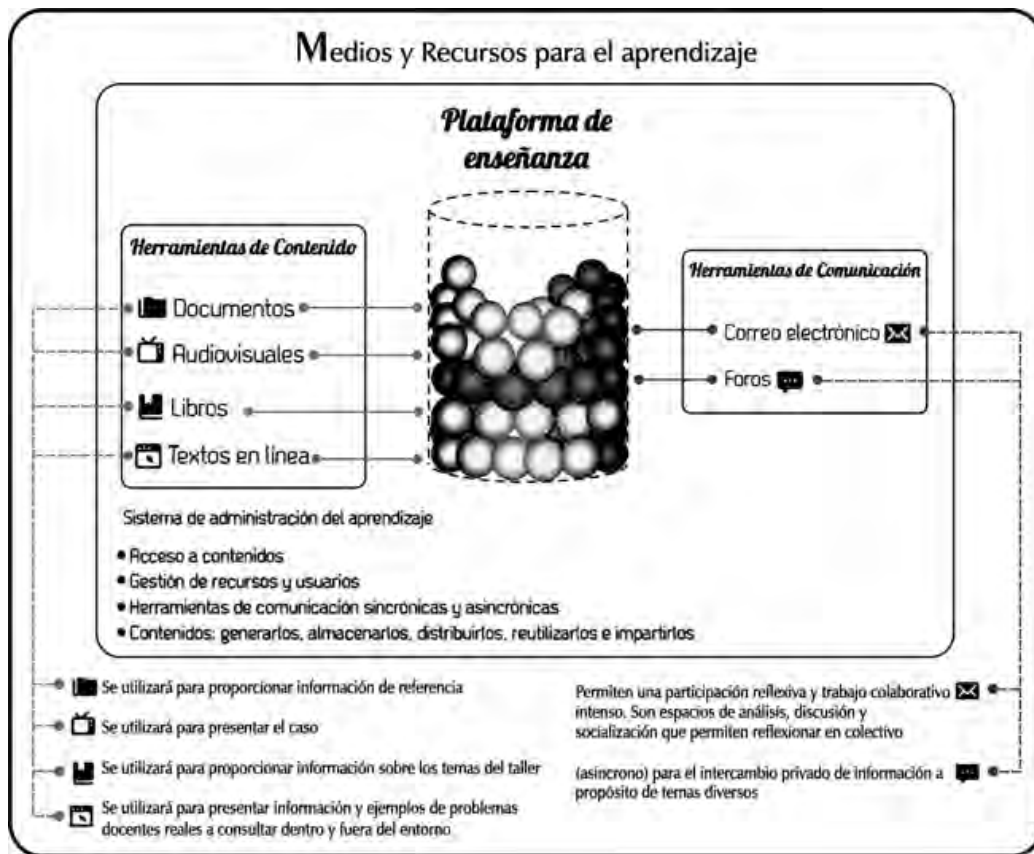 Medios y Recursos para el aprendizaje
Plataforma de
enseñanza
Herramientas de Contenido
Documentos
Audiovisuales
Libros
Textos en línea
Herramientas de Comunicación
Correo electrónico
Foros
Sistema de administración del aprendizaje
• Acceso a contenidos
• Gestión de recursos y usuarios
• Herramientas de comunicación sincrónicas y asincrónicas
• Contenidos: generarlos, almacenarlos, distribuirlos, reutilizarlos e impartirlos
Se utilizará para proporcionar información de referencia
Se utilizará para presentar el caso
Se utilizará para proporcionar información sobre los temas del taller
Se utilizará para presentar información y ejemplos de problemas
docentes reales a consultar dentro y fuera del entorno
Permiten una participación reflexiva y trabajo colaborativo
intenso. Son espacios de análisis, discusión y
socialización que permiten reflexionar en colectivo
(asíncrono) para el intercambio privado de información a
propósito de temas diversos